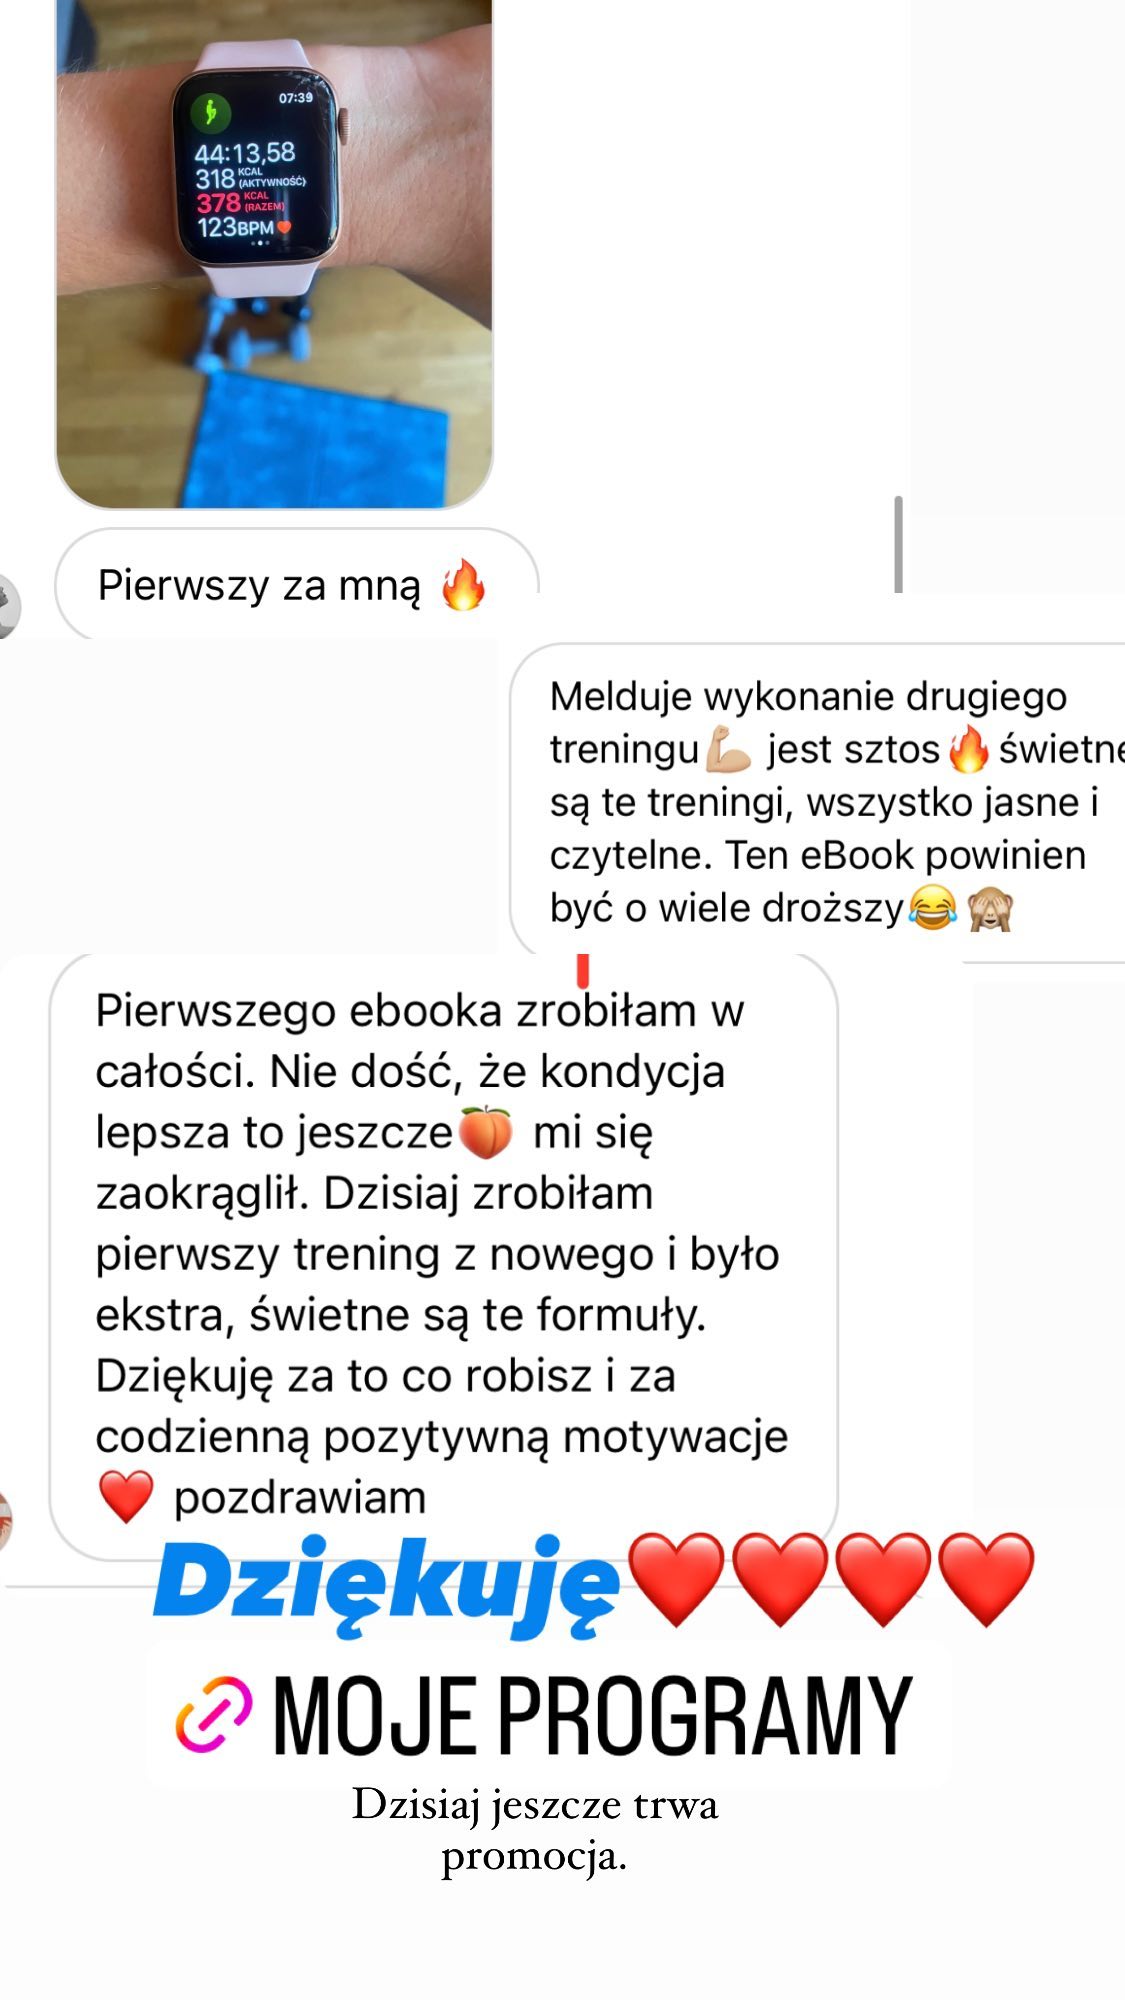 07:39
44:13,58
318 KCAL (AKTYWNOŚĆ)
378 KCAL (RAZEM)
123BPM
Pierwszy za mną 🔥
Melduje wykonanie drugiego
treningu💪🏼 jest sztos🔥świetne
są te treningi, wszystko jasne i
czytelne. Ten eBook powinien
być o wiele droższy😂🙈
Pierwszego ebooka zrobiłam w
całości. Nie dość, że kondycja
lepsza to jeszcze🍑 mi się
zaokrąglił. Dzisiaj zrobiłam
pierwszy trening z nowego i było
ekstra, świetne są te formuły.
Dziękuję za to co robisz i za
codzienną pozytywną motywacje
❤️ pozdrawiam
Dziękuję❤️❤️❤️❤️
MOJE PROGRAMY
Dzisiaj jeszcze trwa
promocja.